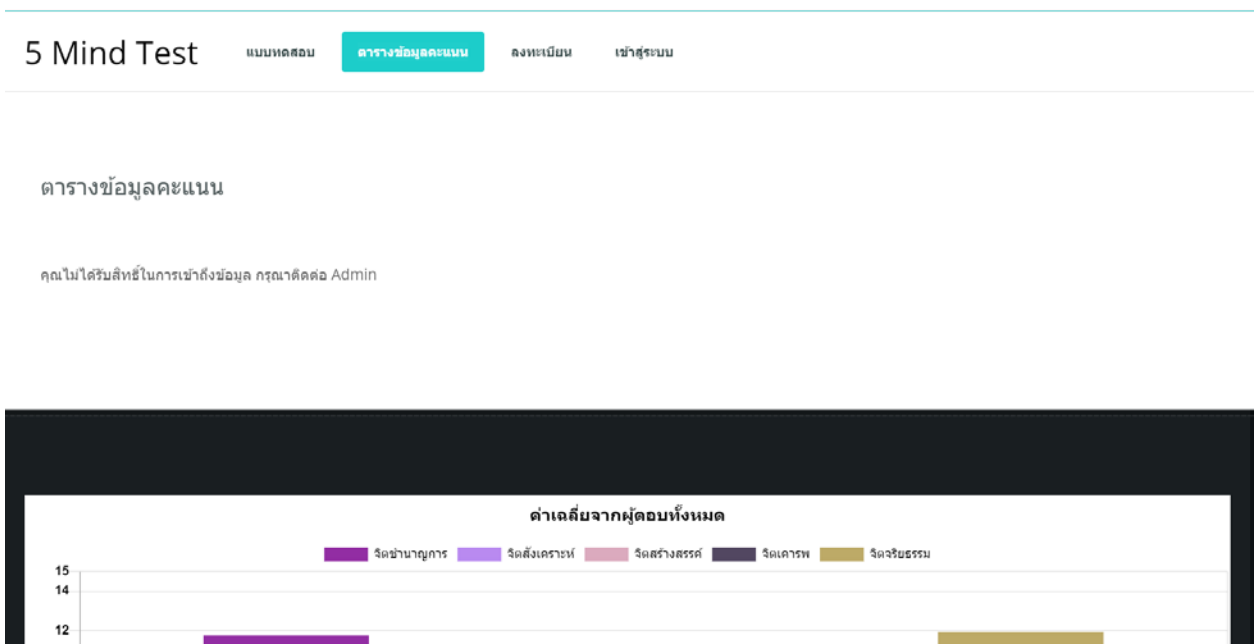 5 Mind Test แบบทดสอบ ตารางข้อมูลคะแนน ลงทะเบียน เข้าสู่ระบบ
ตารางข้อมูลคะแนน
คุณไม่ได้รับสิทธิ์ในการเข้าถึงข้อมูล กรุณาติดต่อ Admin
ค่าเฉลี่ยจากผู้ตอบทั้งหมด
จิตชำนาญการ จิตสังเคราะห์ จิตสร้างสรรค์ จิตเคารพ จิตจริยธรรม
15
14
12